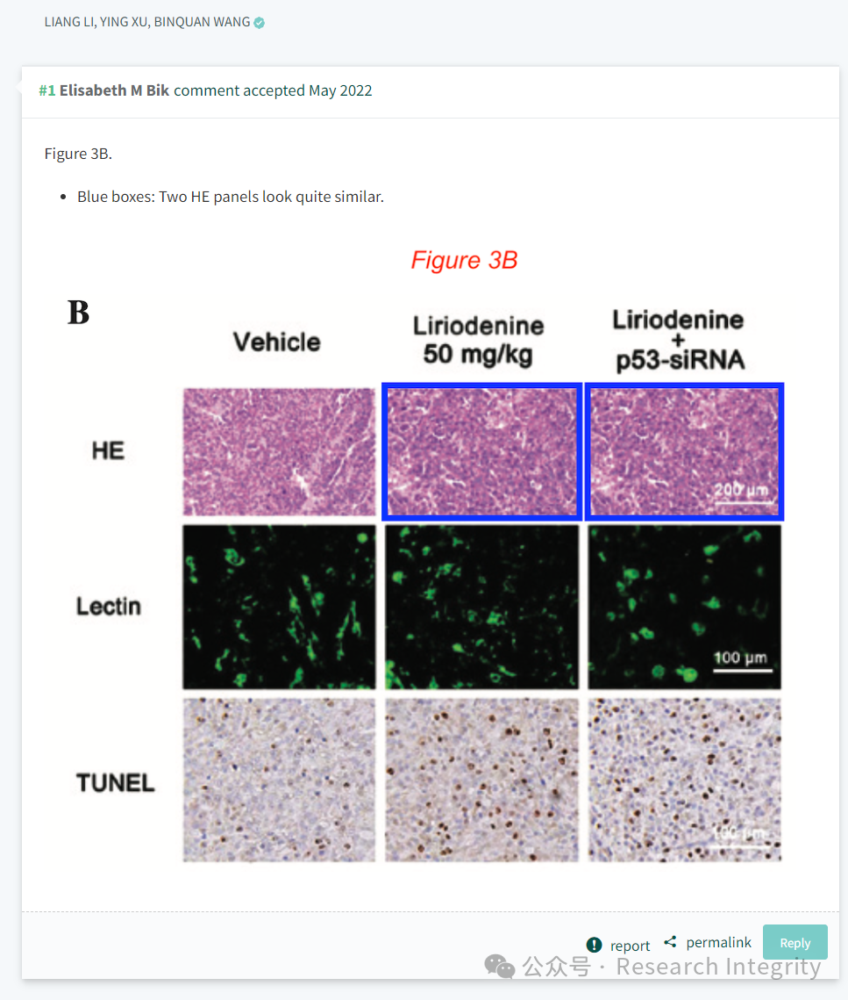 LIANG LI, YING XU, BINQUAN WANG
#1 Elisabeth M Bik comment accepted May 2022
Figure 3B.
• Blue boxes: Two HE panels look quite similar.
Figure 3B
B
Vehicle
Liriodenine
50 mg/kg
Liriodenine
+
p53-siRNA
HE
200 μm
Lectin
100 μm
TUNEL
100 μm
report
permalink
Reply
公众号 · Research Integrity